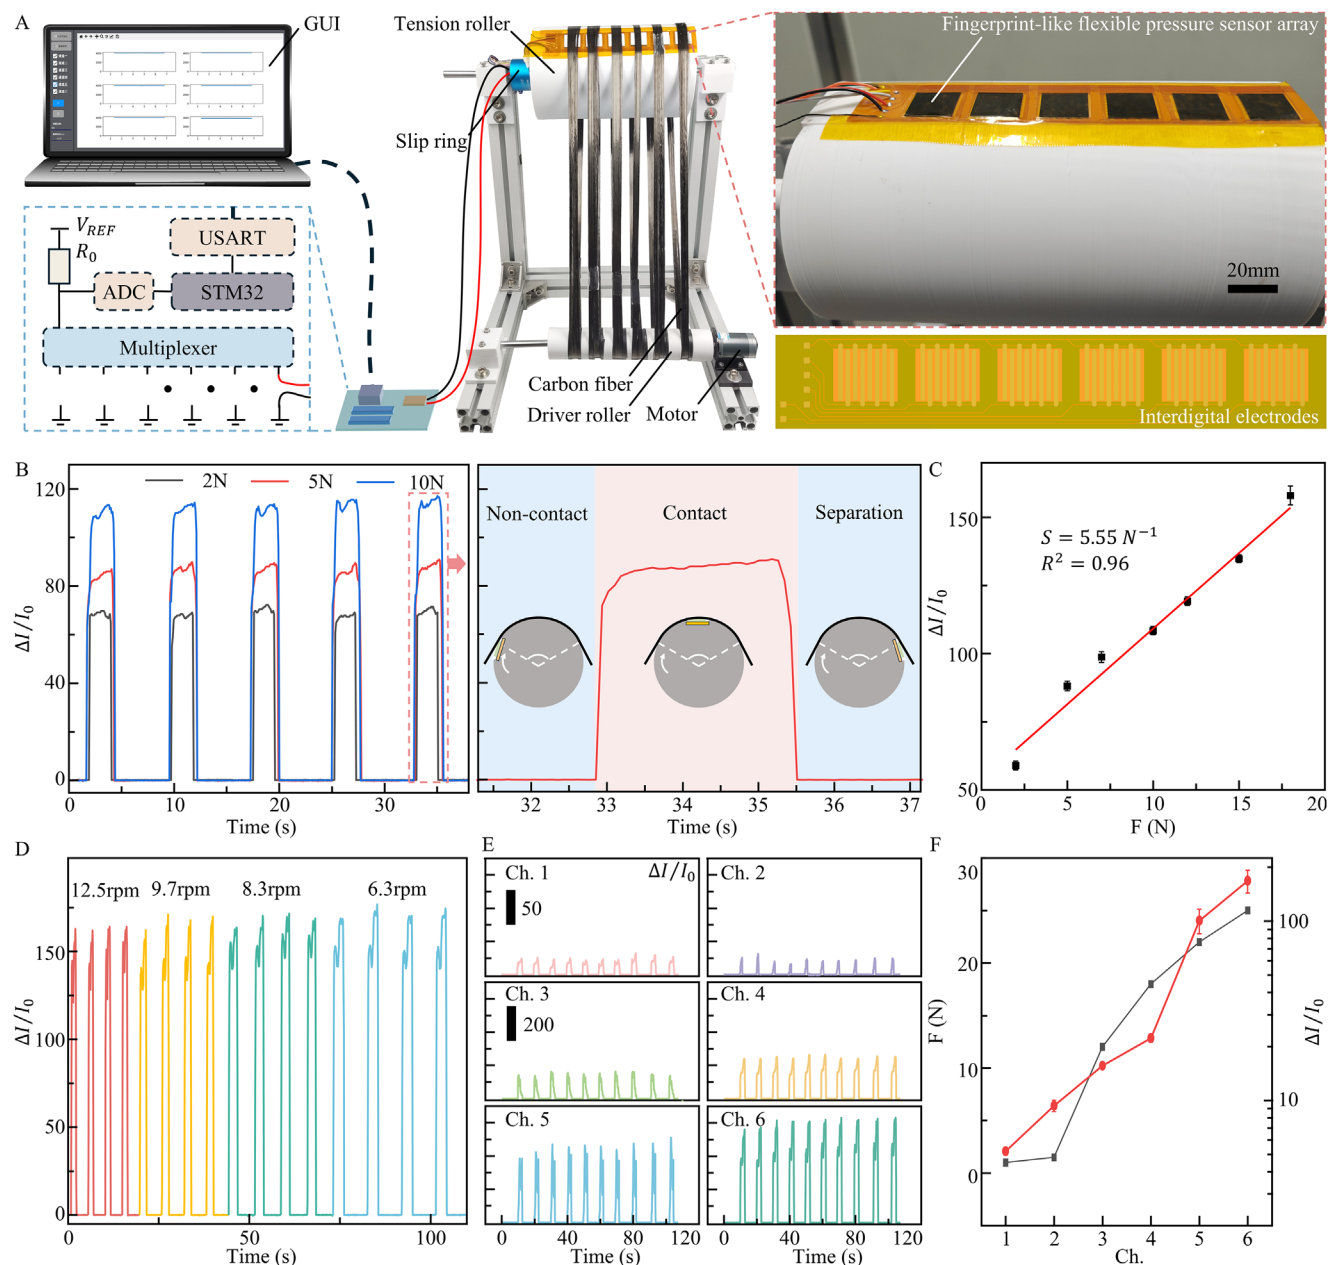 A
GUI
Tension roller
Slip ring
Fingerprint-like flexible pressure sensor array
20mm
V_REF
R_0
USART
ADC
STM32
Multiplexer
Carbon fiber
Driver roller
Motor
Interdigital electrodes
B
2N 5N 10N
120
80
40
0
ΔI/I_0
0 10 20 30
Time (s)
Non-contact Contact Separation
32 33 34 35 36 37
Time (s)
C
S = 5.55 N^{-1}
R^2 = 0.96
150
100
50
ΔI/I_0
0 5 10 15 20
F (N)
D
12.5rpm 9.7rpm 8.3rpm 6.3rpm
150
100
50
0
ΔI/I_0
0 50 100
Time (s)
E
Ch. 1 ΔI/I_0
50
Ch. 2
Ch. 3
200
Ch. 4
Ch. 5
Ch. 6
0 40 80 120
Time (s)
0 40 80 120
Time (s)
F
30
20
10
0
F (N)
100
10
ΔI/I_0
1 2 3 4 5 6
Ch.